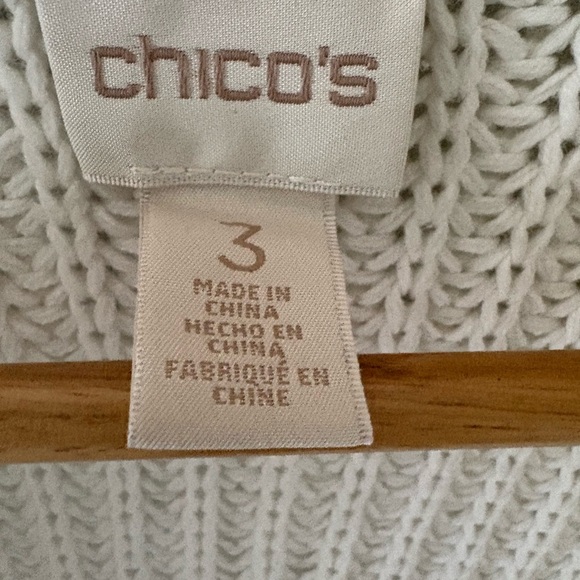 chico's
3
MADE IN
CHINA
HECHO EN
CHINA
FABRIQUÉ EN
CHINE